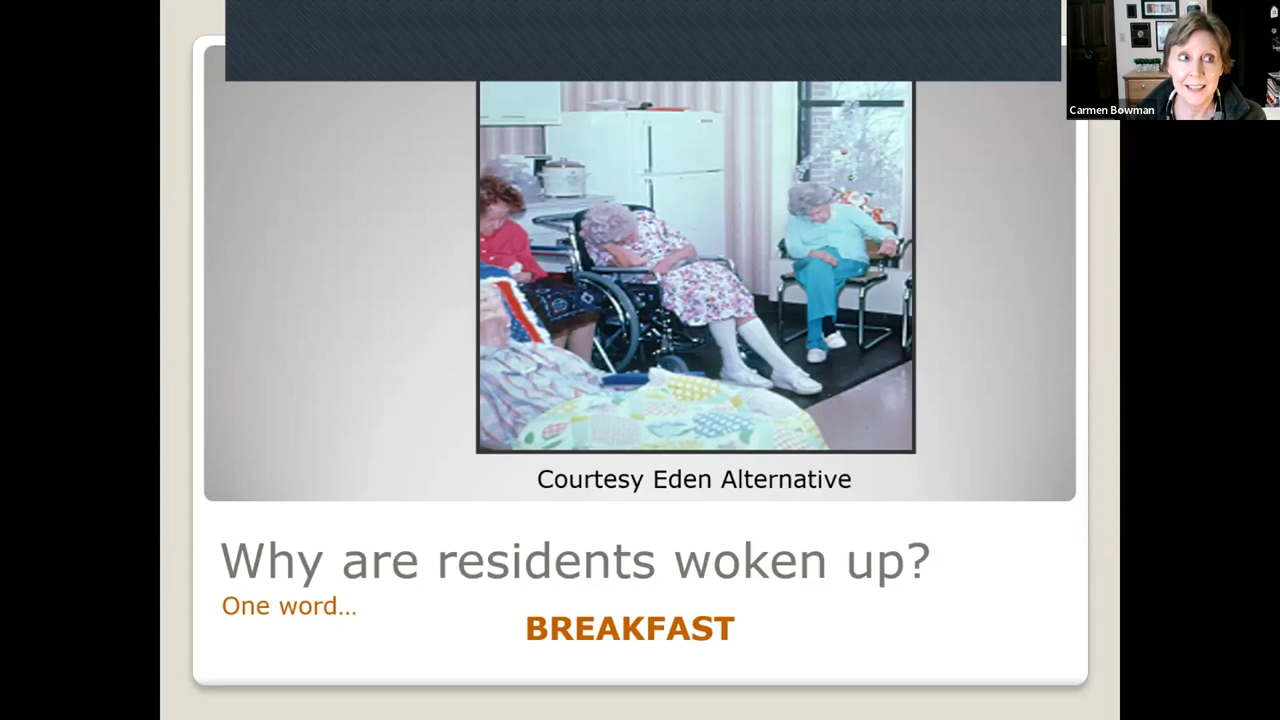 Carmen Bowman
Courtesy Eden Alternative
Why are residents woken up?
One word…
BREAKFAST